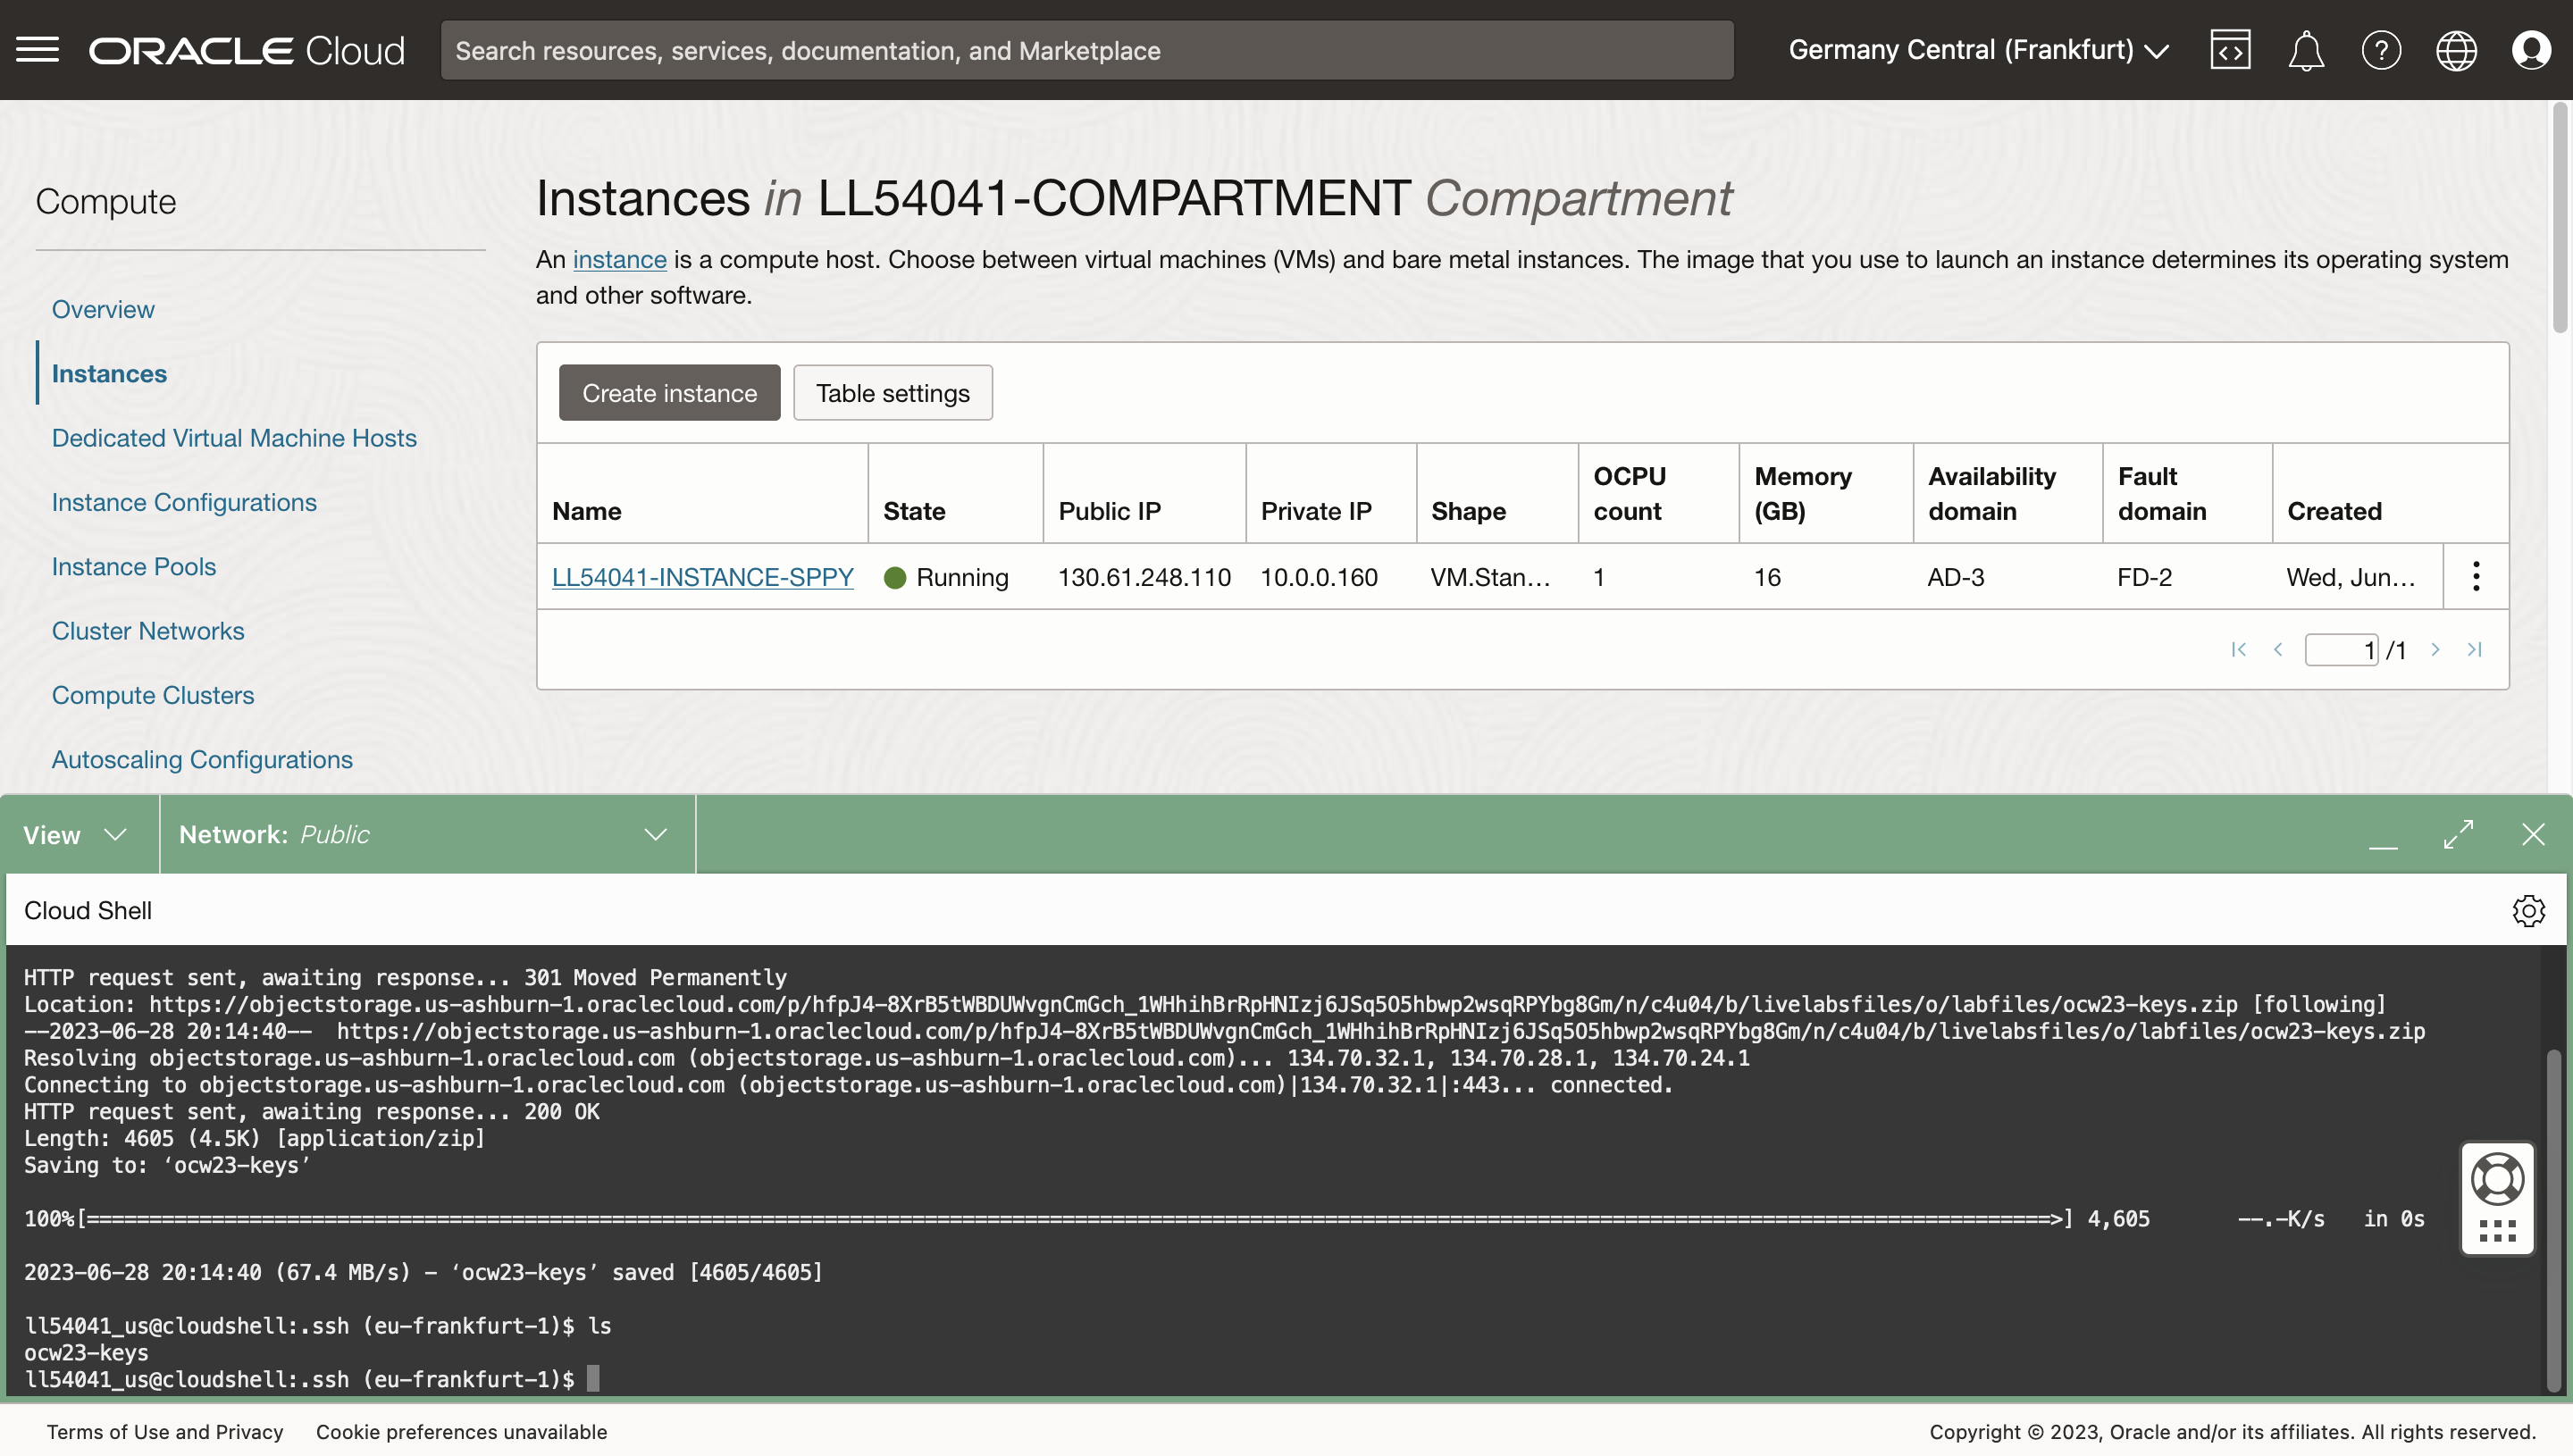 ORACLE Cloud
Search resources, services, documentation, and Marketplace
Germany Central (Frankfurt)
Compute
Overview
Instances
Dedicated Virtual Machine Hosts
Instance Configurations
Instance Pools
Cluster Networks
Compute Clusters
Autoscaling Configurations
Instances in LL54041-COMPARTMENT Compartment
An instance is a compute host. Choose between virtual machines (VMs) and bare metal instances. The image that you use to launch an instance determines its operating system
and other software.
Create instance Table settings
Name State Public IP Private IP Shape OCPU count Memory (GB) Availability domain Fault domain Created
LL54041-INSTANCE-SPPY Running 130.61.248.110 10.0.0.160 VM.Stan... 1 16 AD-3 FD-2 Wed, Jun...
1 /1
View Network: Public
Cloud Shell
HTTP request sent, awaiting response... 301 Moved Permanently
Location: https://objectstorage.us-ashburn-1.oraclecloud.com/p/hfpJ4-8XrB5tWBDUWvgnCmGch_1WHhihBrRpHNIzj6JSq5O5hbwp2wsqRPYbg8Gm/n/c4u04/b/livelabsfiles/o/labfiles/ocw23-keys.zip [following]
--2023-06-28 20:14:40--  https://objectstorage.us-ashburn-1.oraclecloud.com/p/hfpJ4-8XrB5tWBDUWvgnCmGch_1WHhihBrRpHNIzj6JSq5O5hbwp2wsqRPYbg8Gm/n/c4u04/b/livelabsfiles/o/labfiles/ocw23-keys.zip
Resolving objectstorage.us-ashburn-1.oraclecloud.com (objectstorage.us-ashburn-1.oraclecloud.com)... 134.70.32.1, 134.70.28.1, 134.70.24.1
Connecting to objectstorage.us-ashburn-1.oraclecloud.com (objectstorage.us-ashburn-1.oraclecloud.com)|134.70.32.1|:443... connected.
HTTP request sent, awaiting response... 200 OK
Length: 4605 (4.5K) [application/zip]
Saving to: ‘ocw23-keys’
100%[=============================================================================>] 4,605 --.-K/s in 0s
2023-06-28 20:14:40 (67.4 MB/s) - ‘ocw23-keys’ saved [4605/4605]
ll54041_us@cloudshell:.ssh (eu-frankfurt-1)$ ls
ocw23-keys
ll54041_us@cloudshell:.ssh (eu-frankfurt-1)$
Terms of Use and Privacy Cookie preferences unavailable
Copyright © 2023, Oracle and/or its affiliates. All rights reserved.